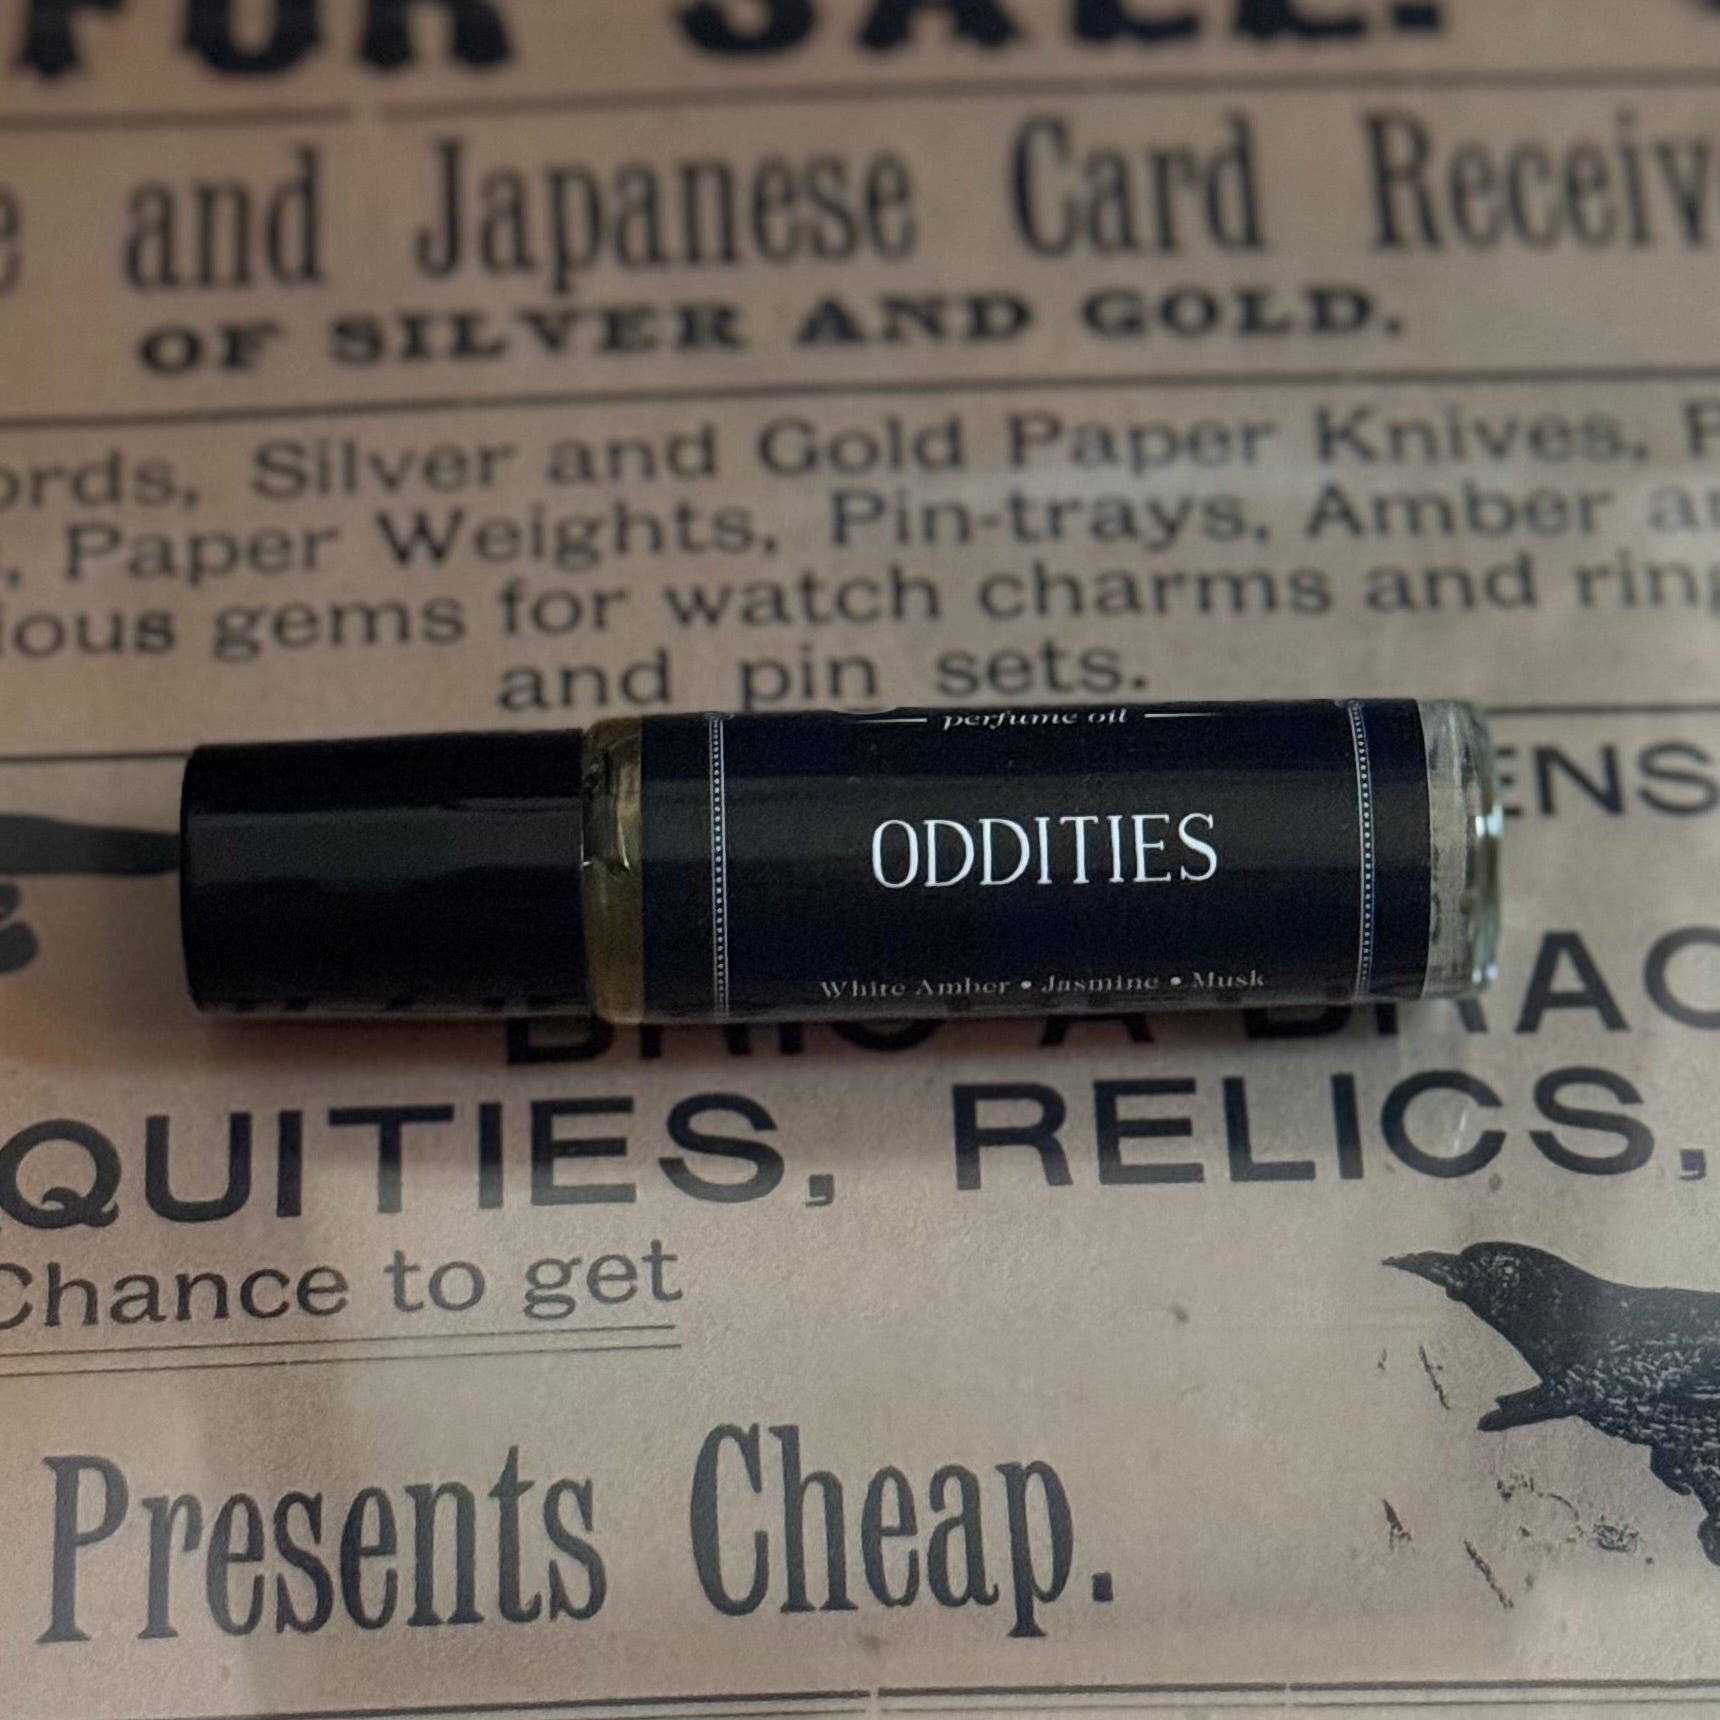 FOR SALE.
and Japanese Card Receiv
OF SILVER AND GOLD.
ords, Silver and Gold Paper Knives,
, Paper Weights, Pin-trays, Amber
ious gems for watch charms and ring
and pin sets.
perfume oil
ODDITIES
White Amber • Jasmine • Musk
QUITIES, RELICS,
Chance to get
Presents Cheap.